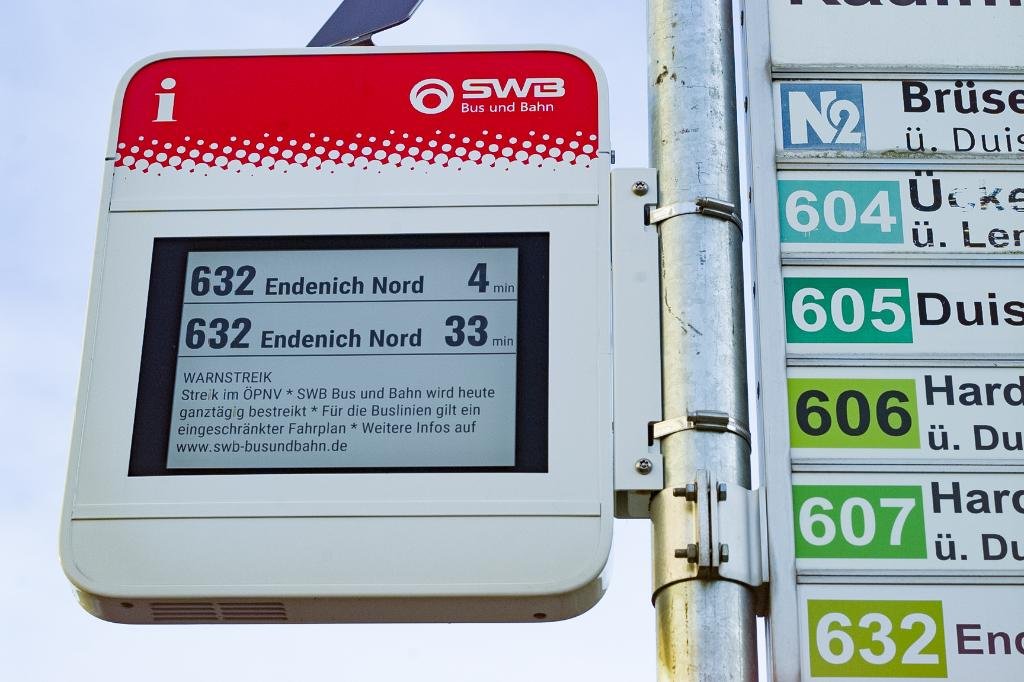 i
SWB
Bus und Bahn
632 Endenich Nord 4 min
632 Endenich Nord 33 min
WARNSTREIK
Streik im ÖPNV * SWB Bus und Bahn wird heute
ganztägig bestreikt * Für die Buslinien gilt ein
eingeschränkter Fahrplan * Weitere Infos auf
www.swb-busundbahn.de
N2 Brüse
ü. Duis
604
ü. Ler
605 Duis
606 Hard
ü. Du
607 Hard
ü. Du
632 End